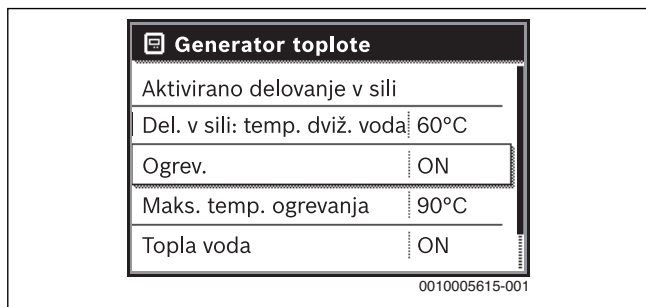 Generator toplote
Aktivirano delovanje v sili
Del. v sili: temp. dviž. voda 60°C
Ogrev. ON
Maks. temp. ogrevanja 90°C
Topla voda ON
0010005615-001